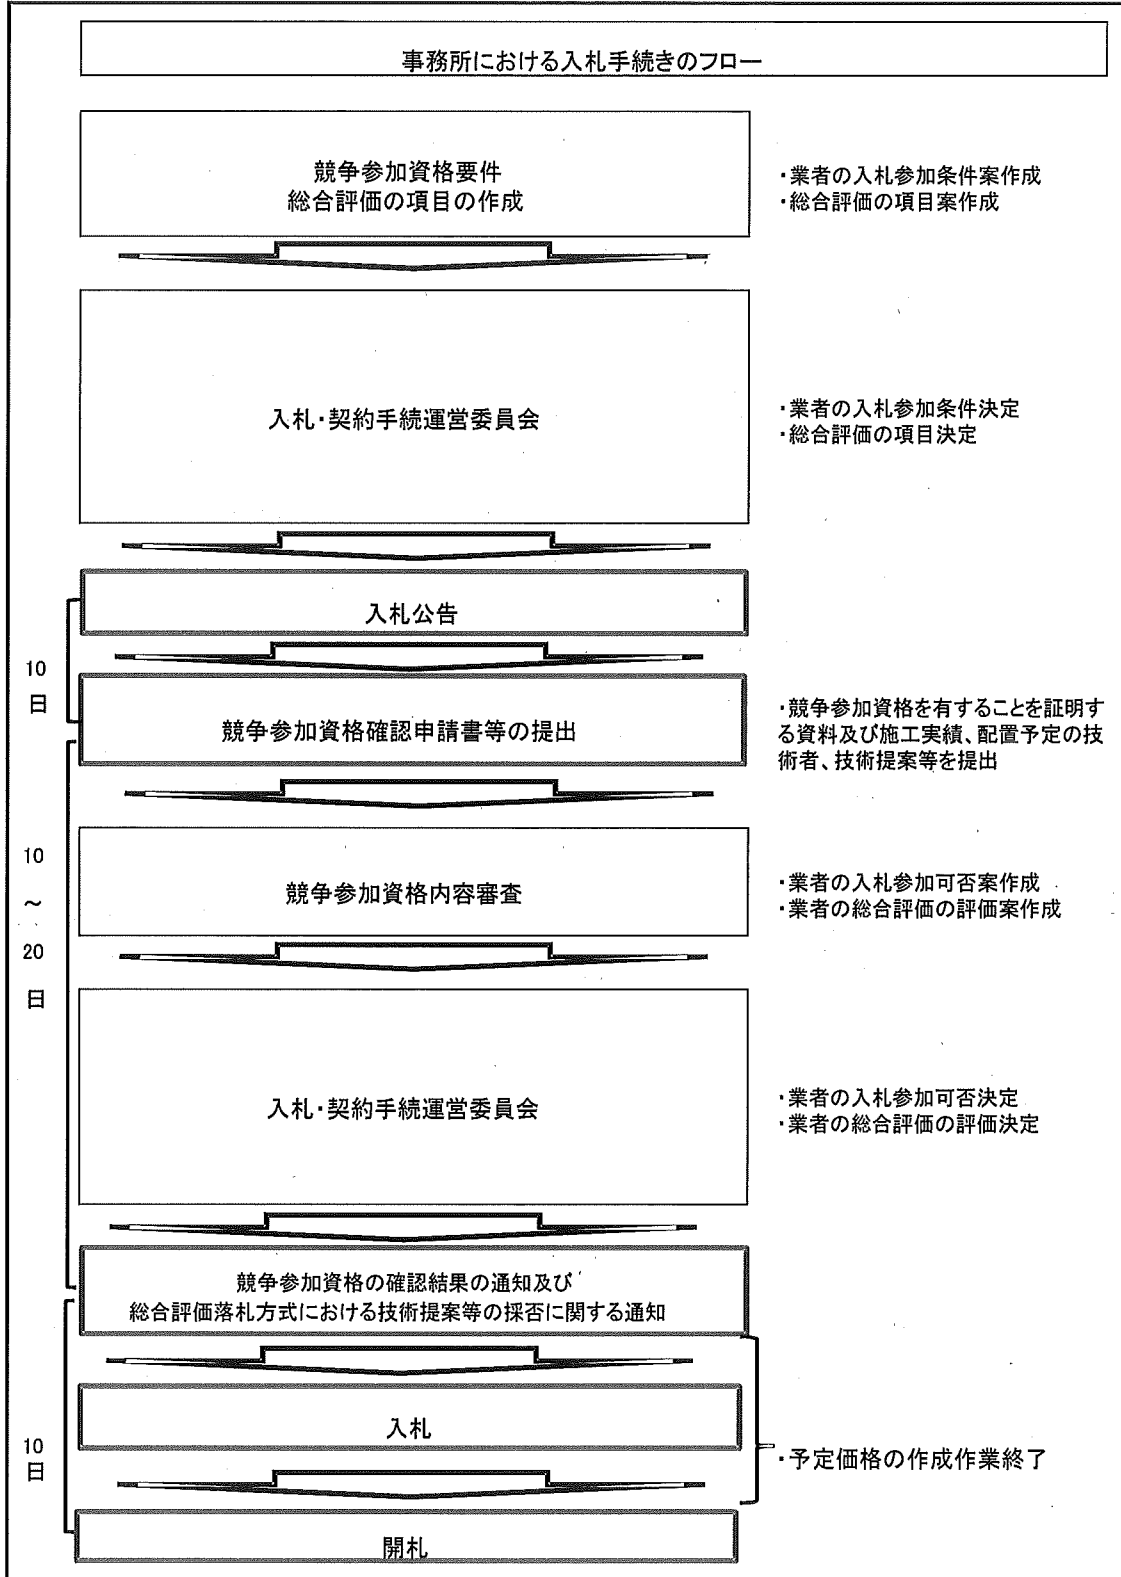 事務所における入札手続きのフロー
競争参加資格要件
総合評価の項目の作成
・業者の入札参加条件案作成
・総合評価の項目案作成
入札・契約手続運営委員会
・業者の入札参加条件決定
・総合評価の項目決定
入札公告
10
日
競争参加資格確認申請書等の提出
・競争参加資格を有することを証明す
る資料及び施工実績、配置予定の技
術者、技術提案等を提出
10
～
20
日
競争参加資格内容審査
・業者の入札参加可否案作成
・業者の総合評価の評価案作成
入札・契約手続運営委員会
・業者の入札参加可否決定
・業者の総合評価の評価決定
競争参加資格の確認結果の通知及び
総合評価落札方式における技術提案等の採否に関する通知
入札
10
日
・予定価格の作成作業終了
開札